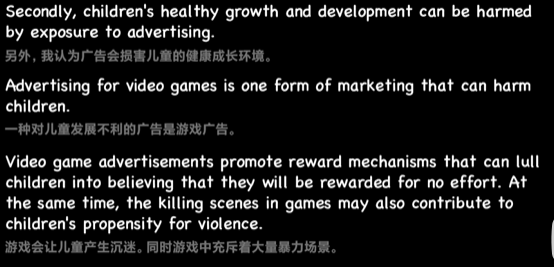 Secondly, children's healthy growth and development can be harmed
by exposure to advertising.
另外，我认为广告会损害儿童的健康成长环境。
Advertising for video games is one form of marketing that can harm
children.
一种对儿童发展不利的广告是游戏广告。
Video game advertisements promote reward mechanisms that can lull
children into believing that they will be rewarded for no effort. At
the same time, the killing scenes in games may also contribute to
children's propensity for violence.
游戏会让儿童产生沉迷。同时游戏中充斥着大量暴力场景。